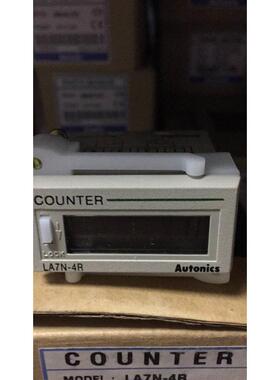 COUNTER
LOCK
LA7N-4R
Autonics
COUNTER
MODEL : LA7N-4R